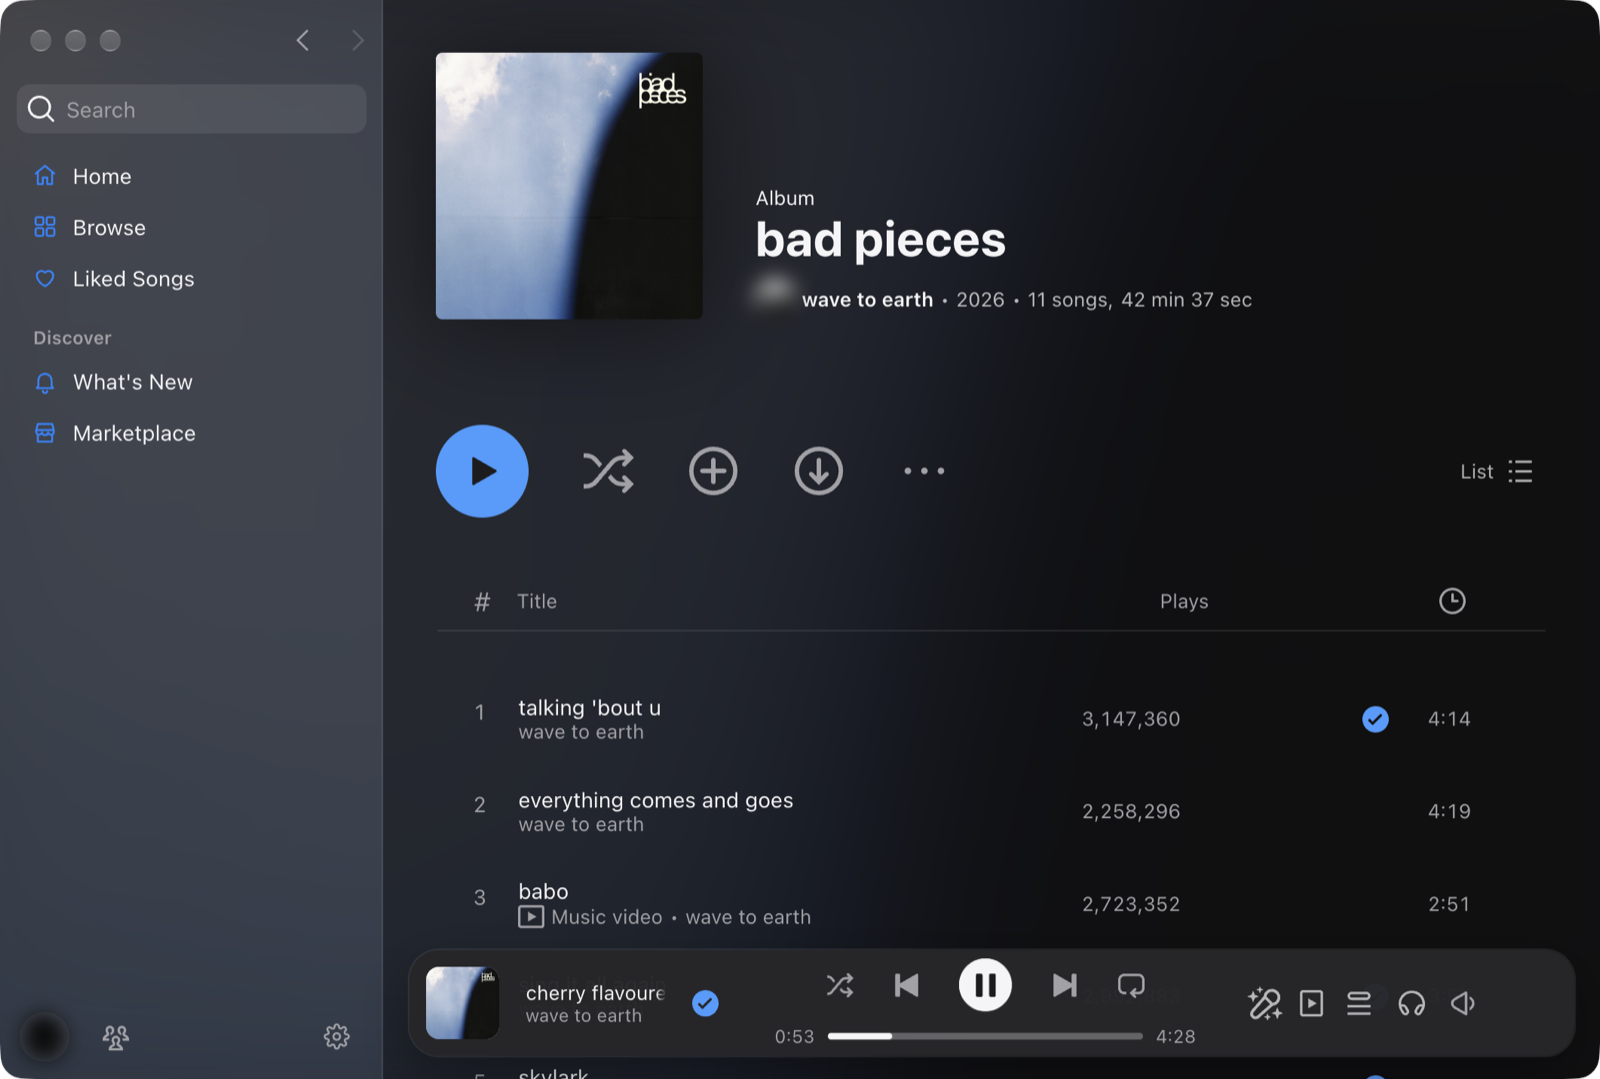 Search
Home
Browse
Liked Songs
Discover
What's New
Marketplace
bad
pieces
Album
bad pieces
wave to earth • 2026 • 11 songs, 42 min 37 sec
List
# Title Plays
1 talking 'bout u 3,147,360 4:14
wave to earth
2 everything comes and goes 2,258,296 4:19
wave to earth
3 babo 2,723,352 2:51
Music video • wave to earth
cherry flavoure
wave to earth
0:53 4:28
skylark